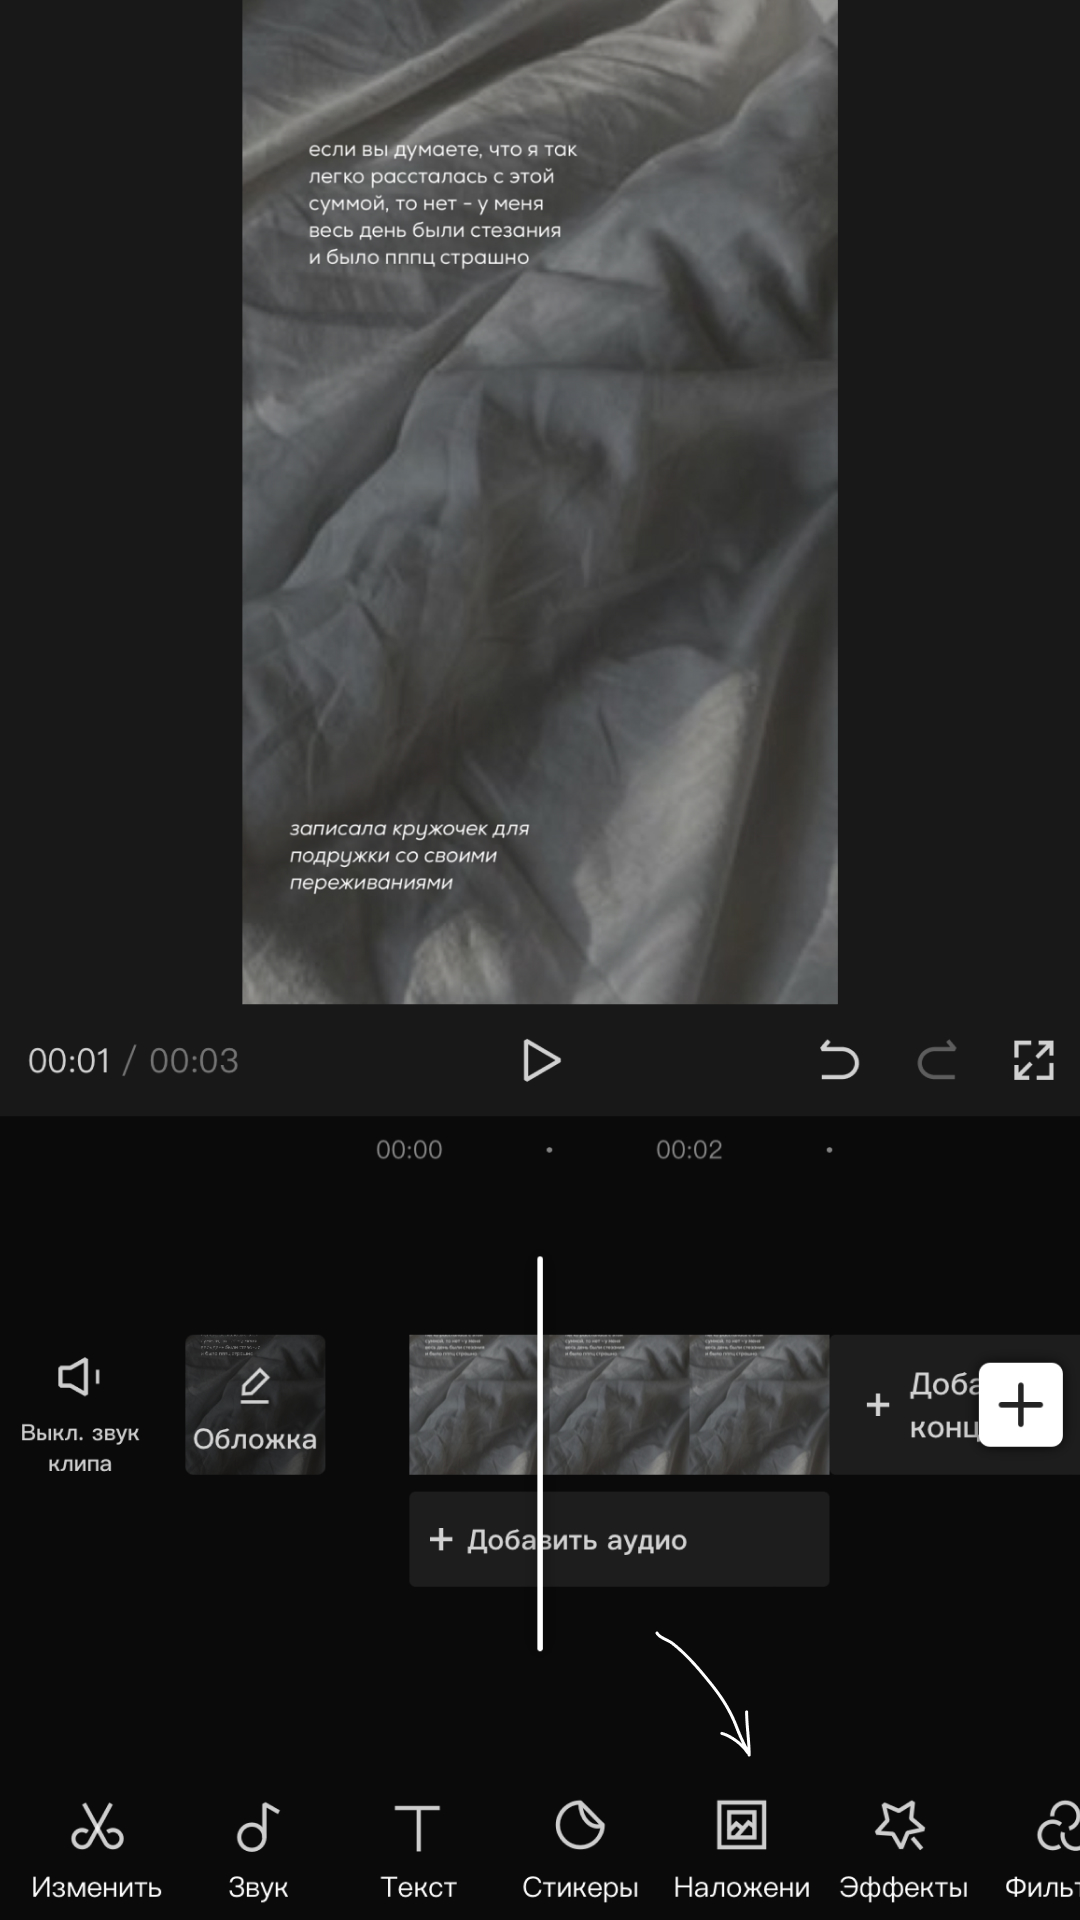 если вы думаете, что я так
легко рассталась с этой
суммой, то нет - у меня
весь день были стезания
и было пппц страшно
записала кружочек для
подружки со своими
переживаниями
00:01 / 00:03
00:00
00:02
Выкл. звук
клипа
Обложка
+ Доба
конц
+ Добавить аудио
Изменить
Звук
Текст
Стикеры
Наложени
Эффекты
Фильт